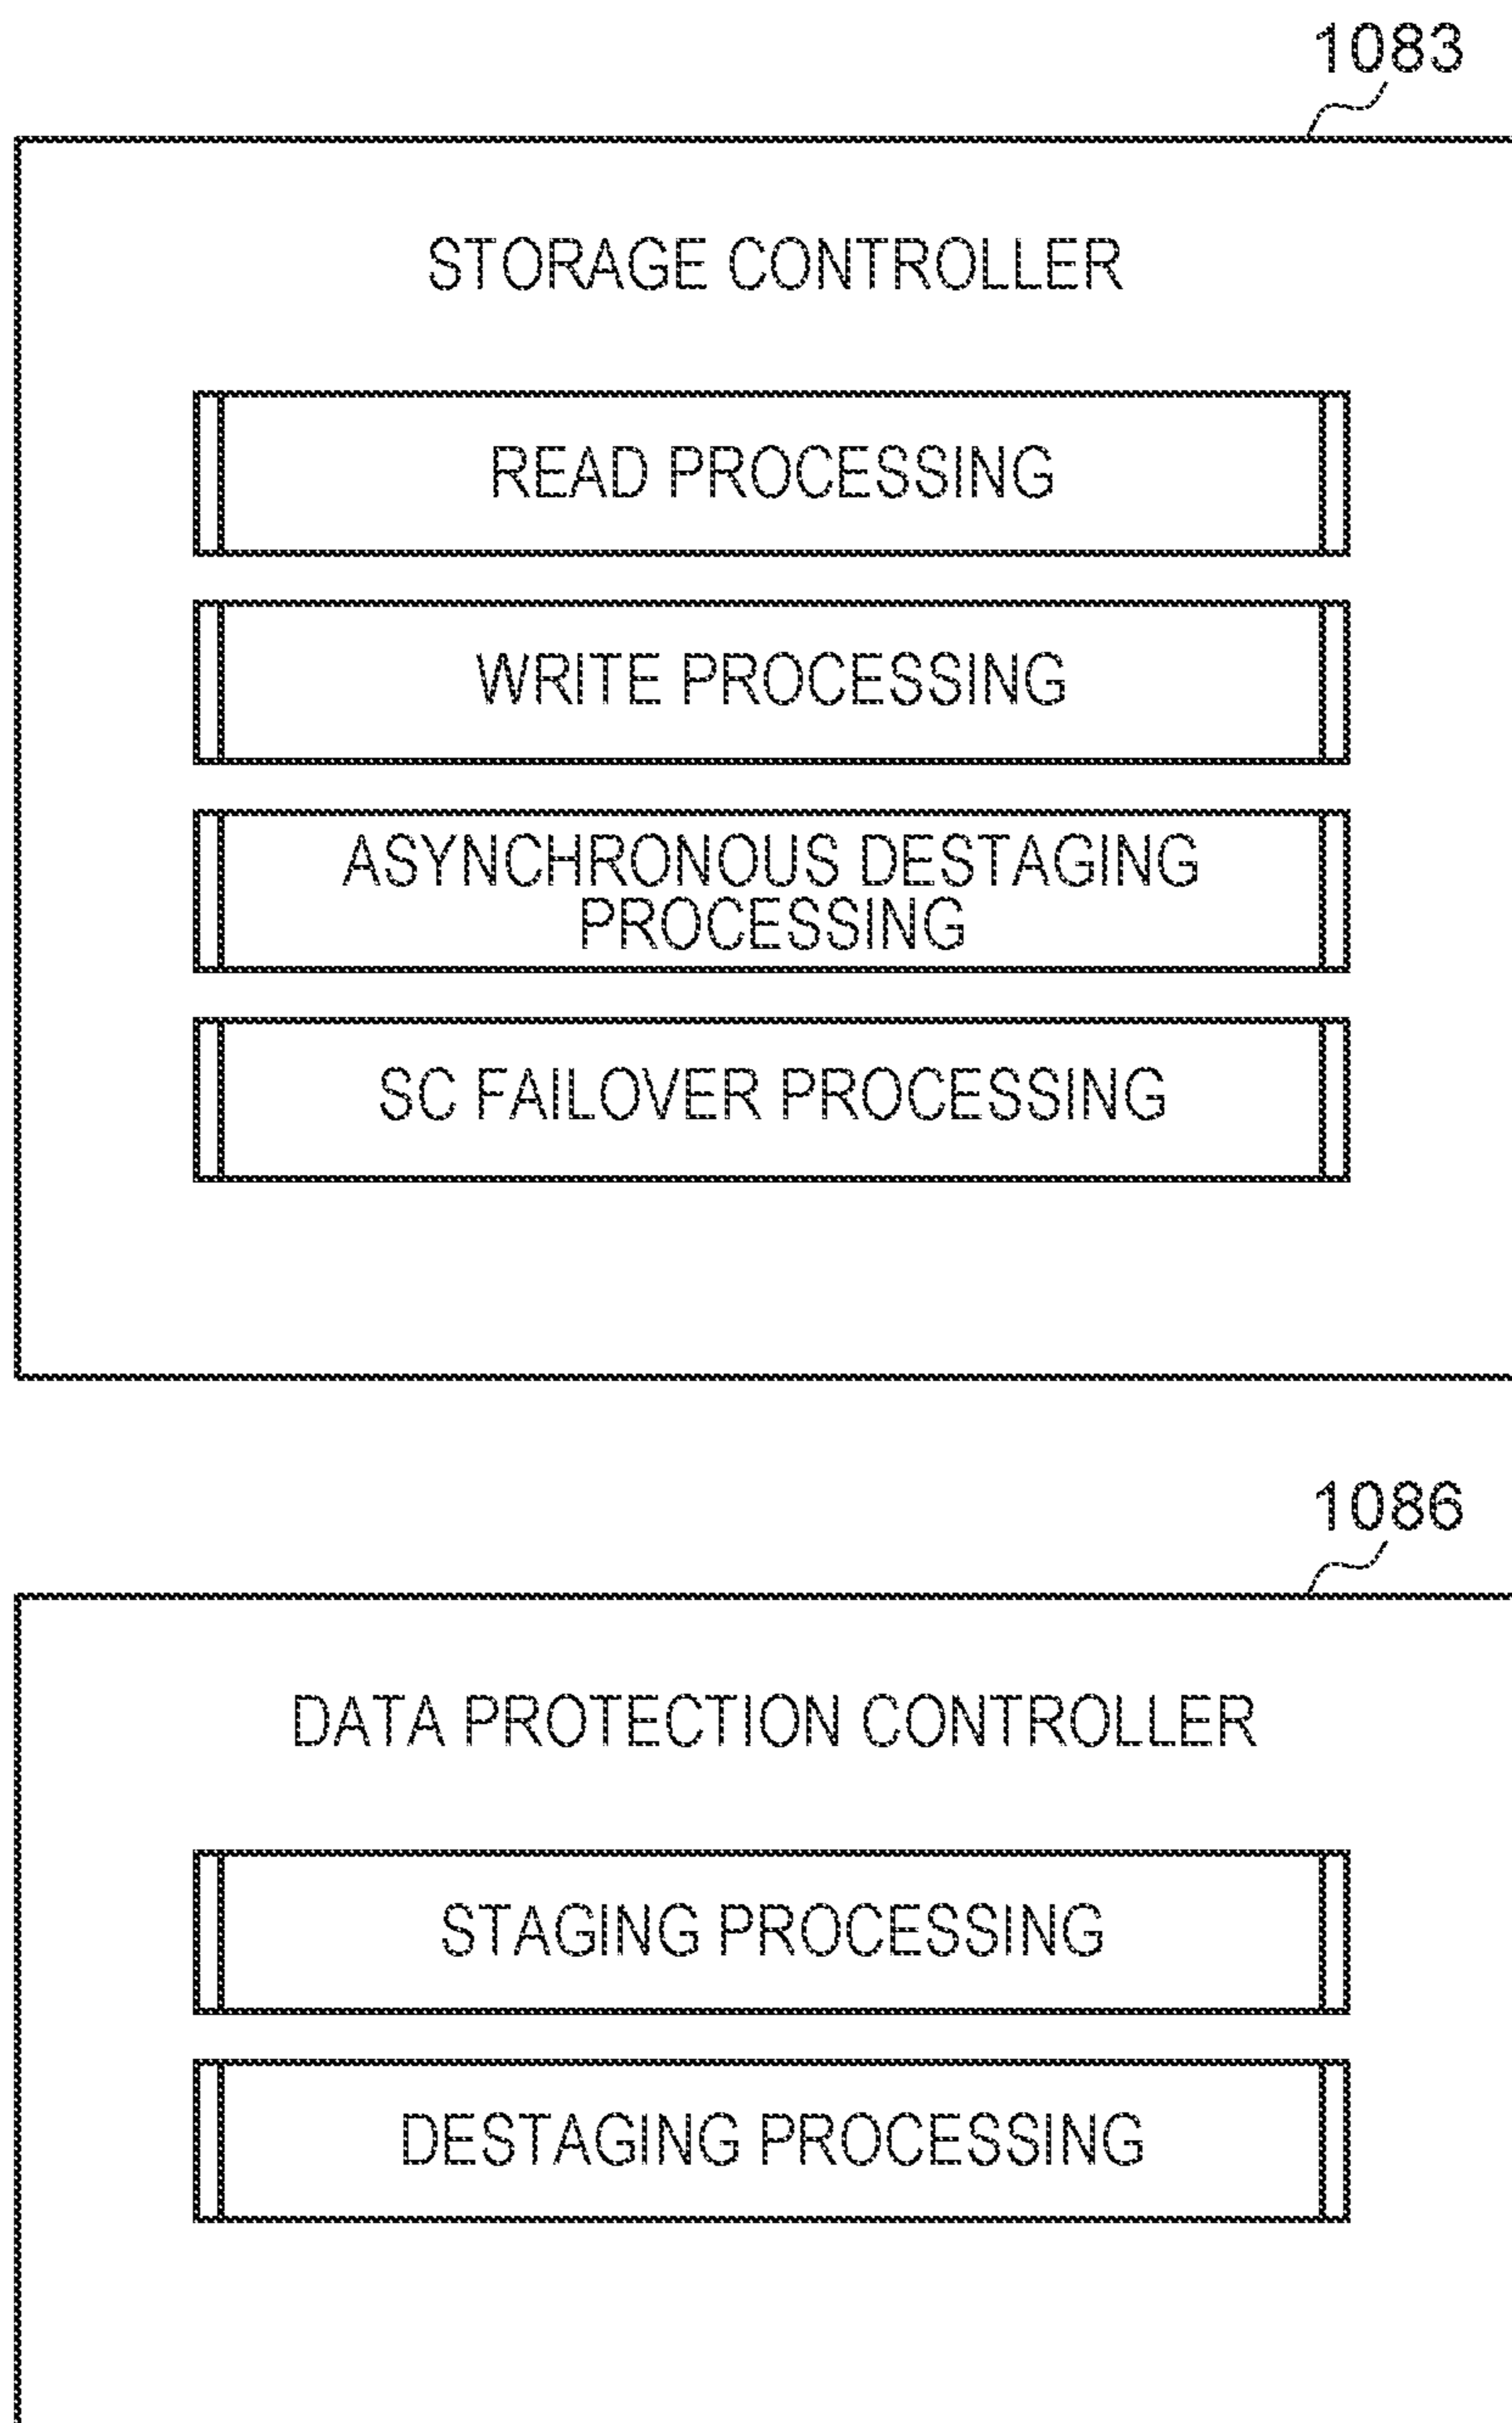 1083
STORAGE CONTROLLER
READ PROCESSING
WRITE PROCESSING
ASYNCHRONOUS DESTAGING
PROCESSING
SC FAILOVER PROCESSING
1086
DATA PROTECTION CONTROLLER
STAGING PROCESSING
DESTAGING PROCESSING